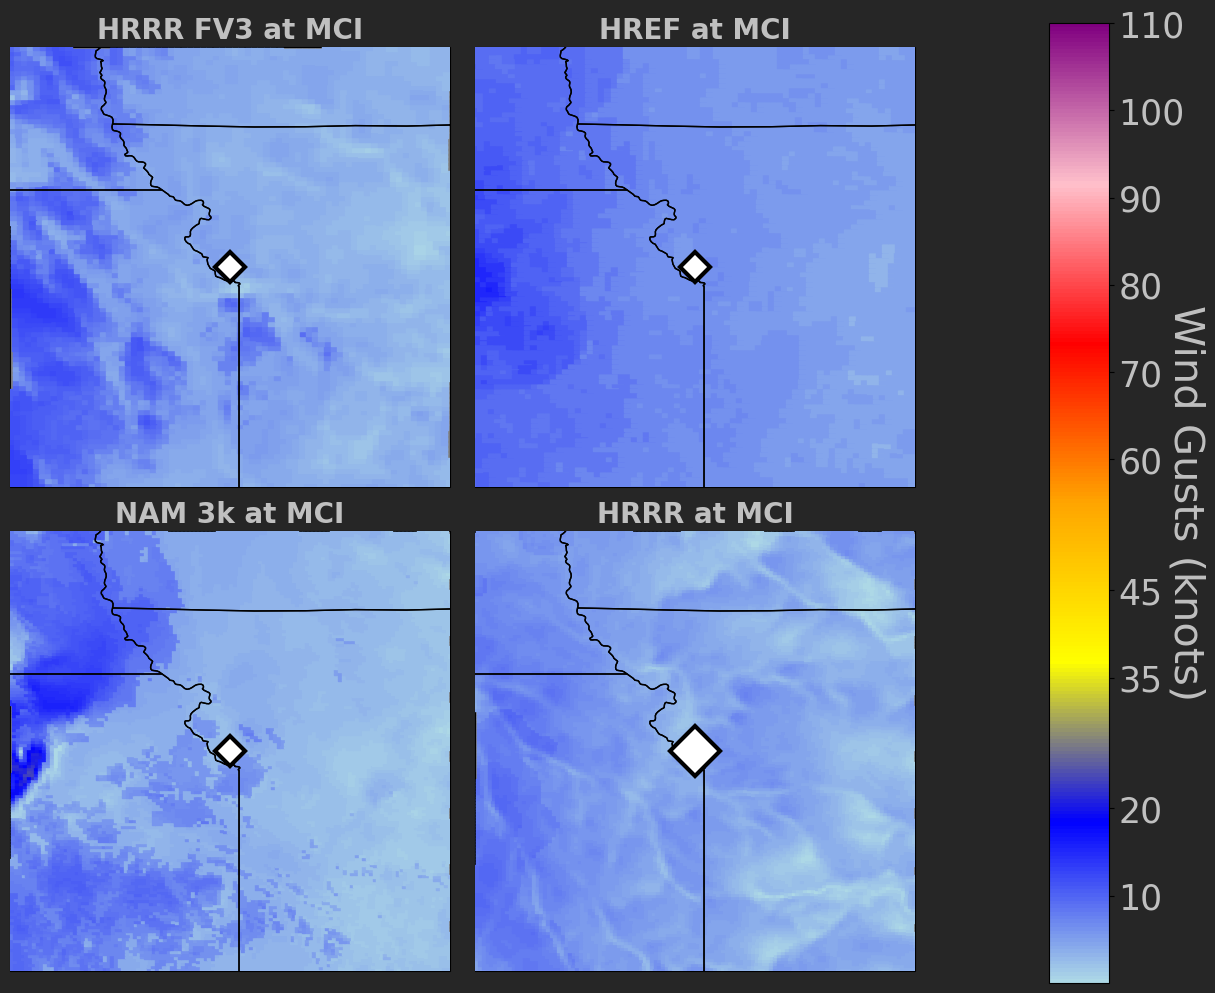 HRRR FV3 at MCI
HREF at MCI
NAM 3k at MCI
HRRR at MCI
110
100
90
80
70
60
45
35
20
10
Wind Gusts (knots)